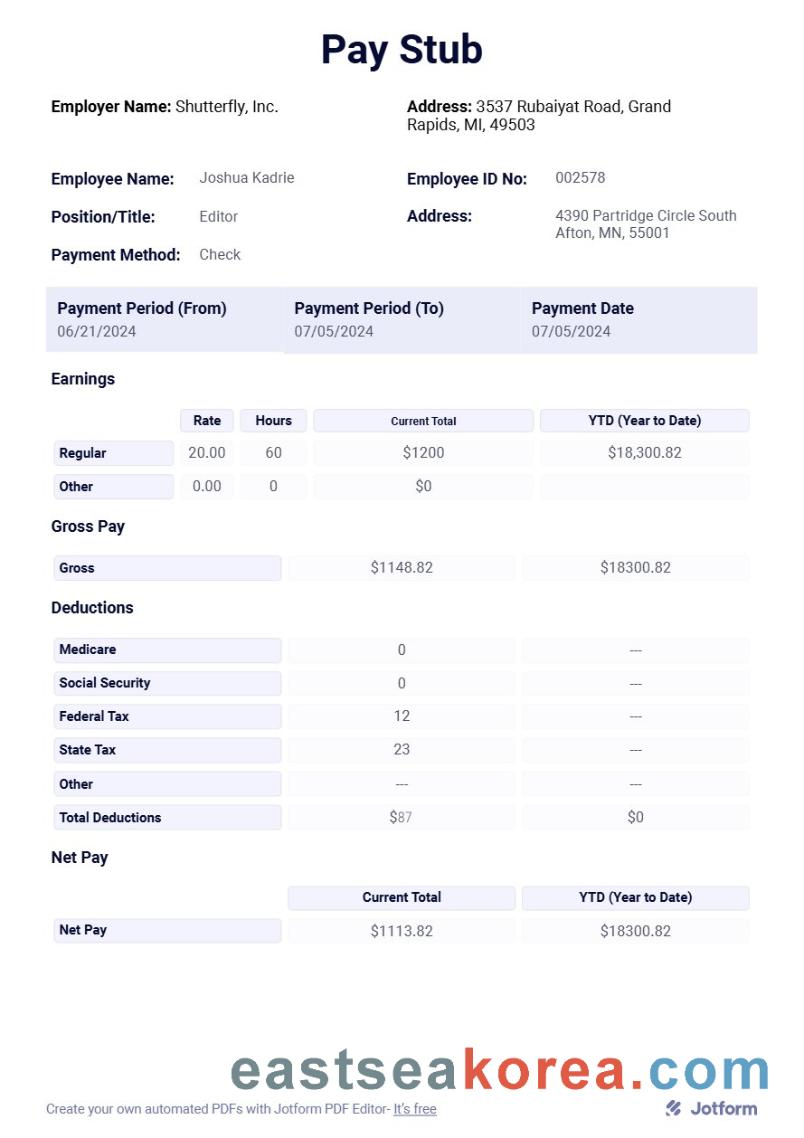 Pay Stub
Employer Name: Shutterfly, Inc.
Address: 3537 Rubaiyat Road, Grand
Rapids, MI, 49503
Employee Name: Joshua Kadrie
Employee ID No: 002578
Position/Title: Editor
Address: 4390 Partridge Circle South
Afton, MN, 55001
Payment Method: Check
Payment Period (From) Payment Period (To) Payment Date
06/21/2024 07/05/2024 07/05/2024
Earnings
Rate Hours Current Total YTD (Year to Date)
Regular 20.00 60 $1200 $18,300.82
Other 0.00 0 $0
Gross Pay
Gross $1148.82 $18300.82
Deductions
Medicare 0 ---
Social Security 0 ---
Federal Tax 12 ---
State Tax 23 ---
Other --- ---
Total Deductions $87 $0
Net Pay
Current Total YTD (Year to Date)
Net Pay $1113.82 $18300.82
eastseakorea.com
Create your own automated PDFs with Jotform PDF Editor- It's free
Jotform